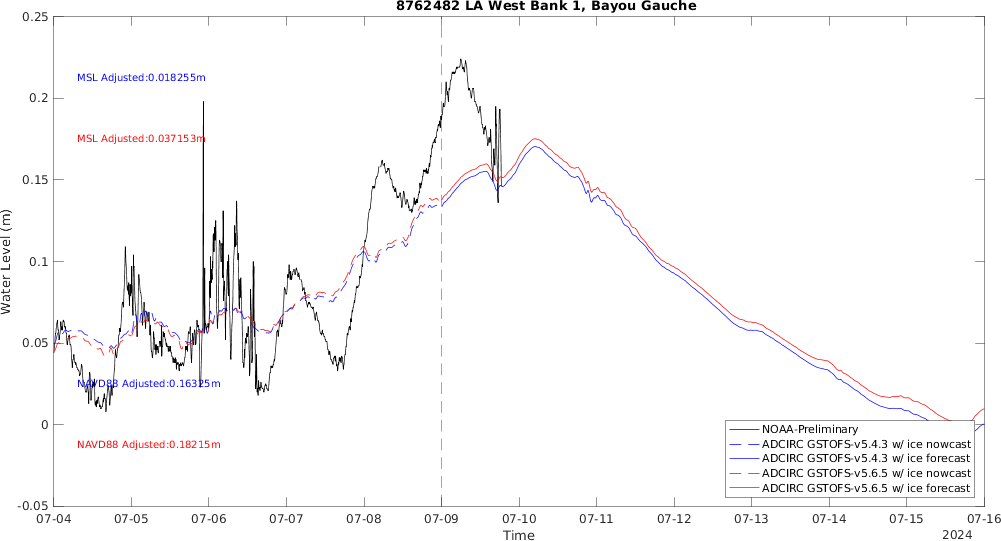 8762482 LA West Bank 1, Bayou Gauche
0.25
0.2
0.15
0.1
0.05
0
-0.05
Water Level (m)
MSL Adjusted:0.018255m
MSL Adjusted:0.037153m
NAVD88 Adjusted:0.16325m
NAVD88 Adjusted:0.18215m
NOAA-Preliminary
ADCIRC GSTOFS-v5.4.3 w/ ice nowcast
ADCIRC GSTOFS-v5.4.3 w/ ice forecast
ADCIRC GSTOFS-v5.6.5 w/ ice nowcast
ADCIRC GSTOFS-v5.6.5 w/ ice forecast
07-04 07-05 07-06 07-07 07-08 07-09 07-10 07-11 07-12 07-13 07-14 07-15 07-16
Time
2024